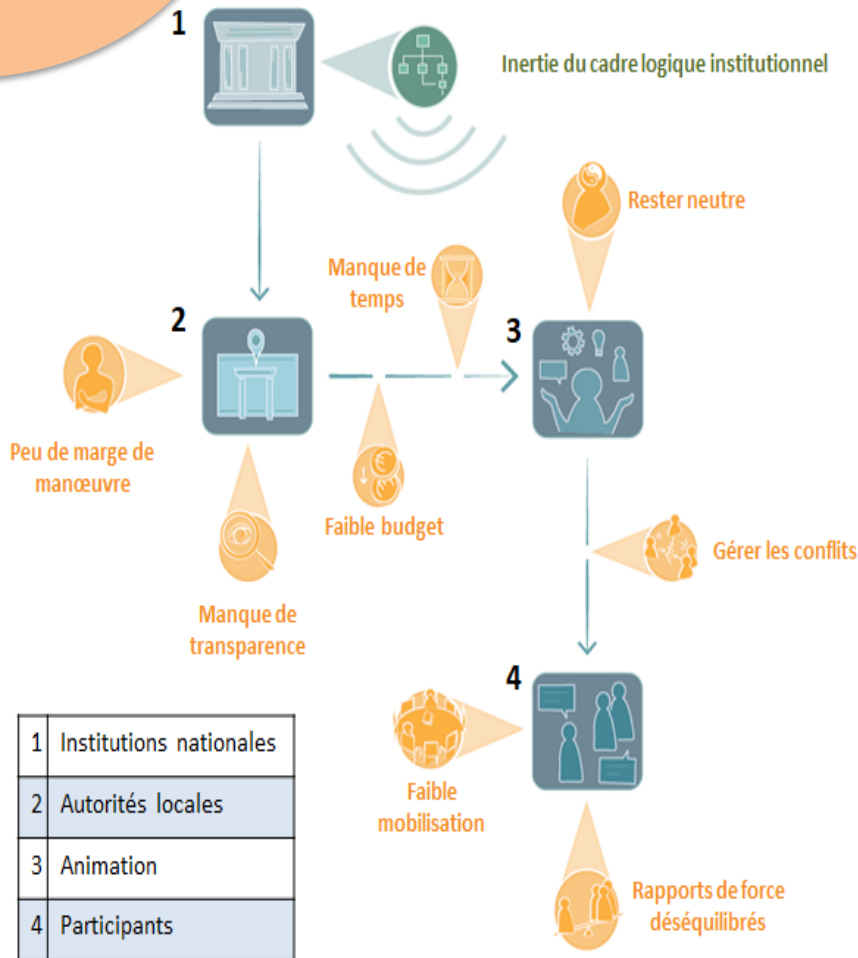 1
Inertie du cadre logique institutionnel
Rester neutre
Manque de
temps
2
3
Peu de marge de
manœuvre
Faible budget
Manque de
transparence
Gérer les conflits
4
Faible
mobilisation
Rapports de force
déséquilibrés
1 Institutions nationales
2 Autorités locales
3 Animation
4 Participants